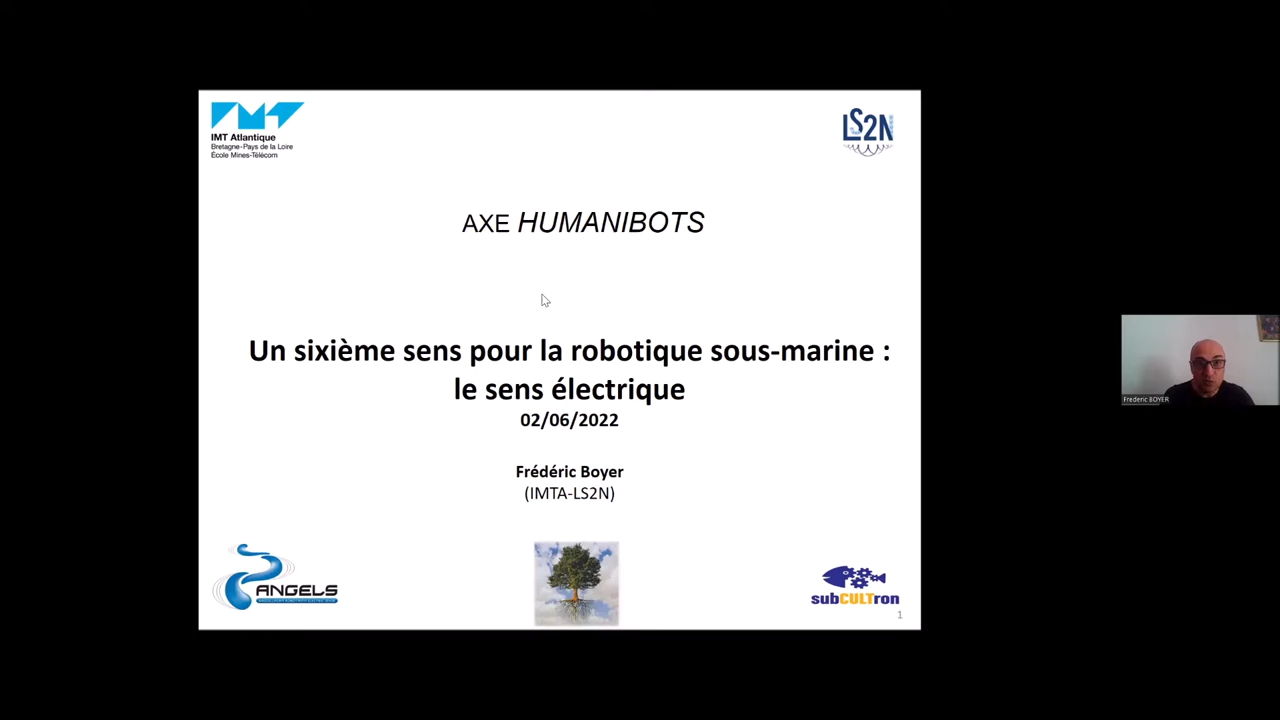 IMT Atlantique
Bretagne-Pays de la Loire
École Mines-Télécom
LS2N
AXE HUMANIBOTS
Un sixième sens pour la robotique sous-marine :
le sens électrique
02/06/2022
Frédéric Boyer
(IMTA-LS2N)
Frederic BOYER
ANGELS
subCULTron
1